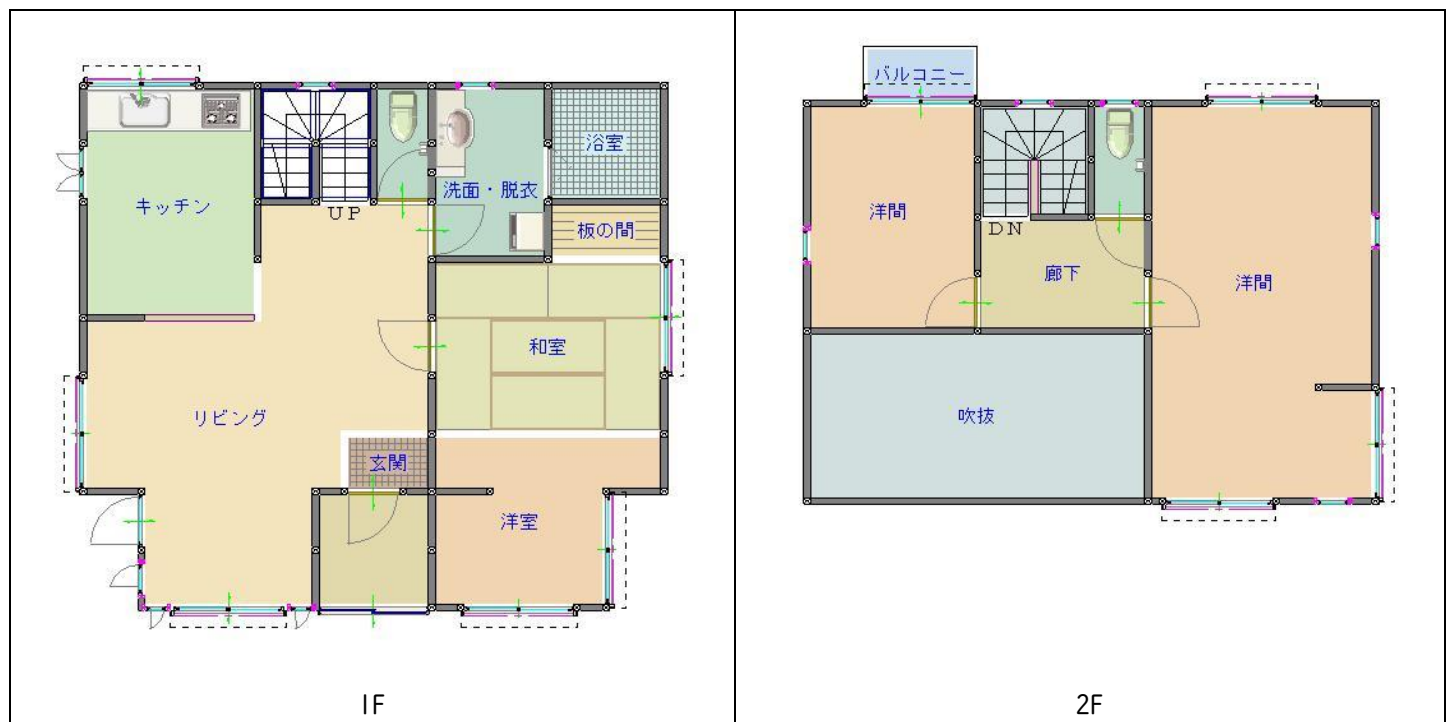 キッチン
UP
洗面・脱衣
浴室
板の間
和室
リビング
玄関
洋室
1F
バルコニー
洋間
DN
廊下
洋間
吹抜
2F